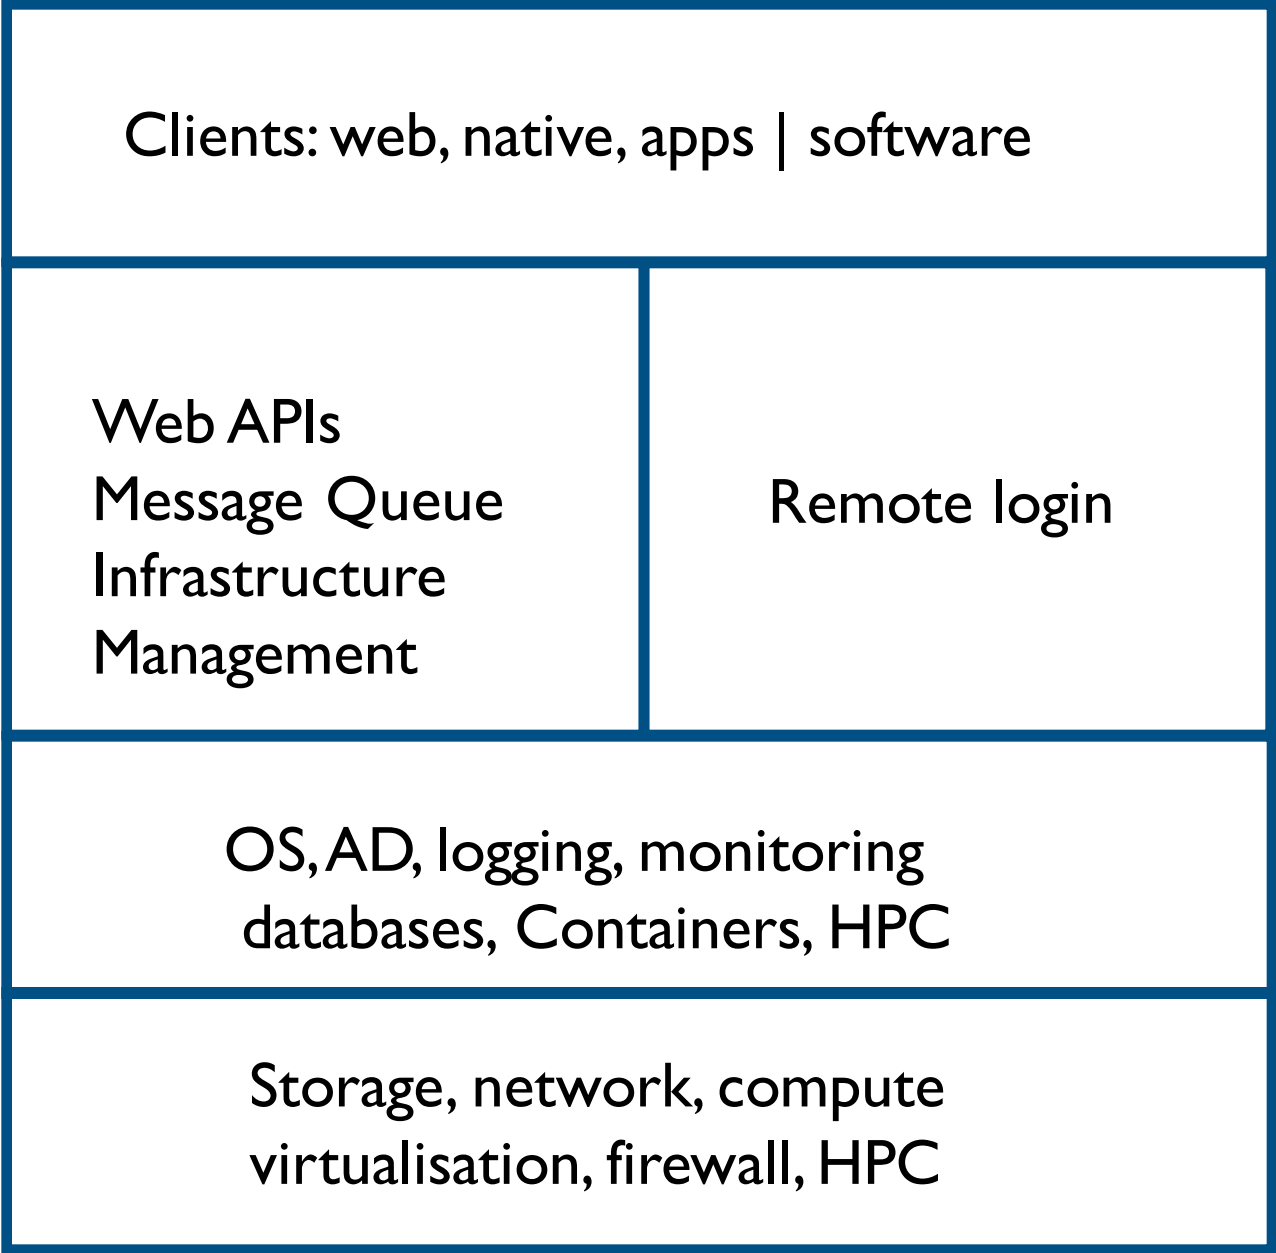 Clients: web, native, apps | software
Web APIs
Message Queue
Infrastructure
Management
Remote login
OS, AD, logging, monitoring
databases, Containers, HPC
Storage, network, compute
virtualisation, firewall, HPC